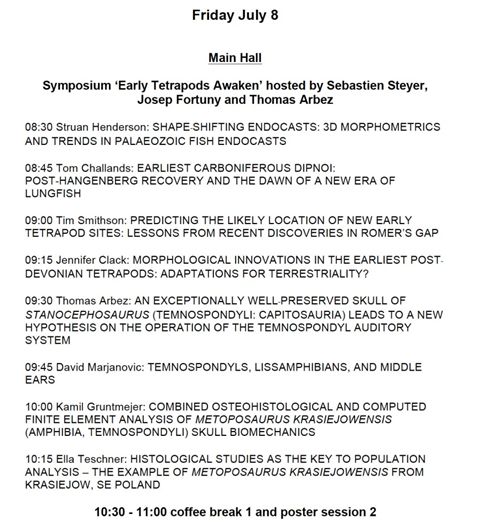 Friday July 8
Main Hall
Symposium ‘Early Tetrapods Awaken’ hosted by Sebastien Steyer,
Josep Fortuny and Thomas Arbez
08:30 Struan Henderson: SHAPE-SHIFTING ENDOCASTS: 3D MORPHOMETRICS
AND TRENDS IN PALAEOZOIC FISH ENDOCASTS
08:45 Tom Challands: EARLIEST CARBONIFEROUS DIPNOI:
POST-HANGENBERG RECOVERY AND THE DAWN OF A NEW ERA OF
LUNGFISH
09:00 Tim Smithson: PREDICTING THE LIKELY LOCATION OF NEW EARLY
TETRAPOD SITES: LESSONS FROM RECENT DISCOVERIES IN ROMER’S GAP
09:15 Jennifer Clack: MORPHOLOGICAL INNOVATIONS IN THE EARLIEST POST-
DEVONIAN TETRAPODS: ADAPTATIONS FOR TERRESTRIALITY?
09:30 Thomas Arbez: AN EXCEPTIONALLY WELL-PRESERVED SKULL OF
STANOCEPHOSAURUS (TEMNOSPONDYLI: CAPITOSAURIA) LEADS TO A NEW
HYPOTHESIS ON THE OPERATION OF THE TEMNOSPONDYL AUDITORY
SYSTEM
09:45 David Marjanovic: TEMNOSPONDYLS, LISSAMPHIBIANS, AND MIDDLE
EARS
10:00 Kamil Gruntmejer: COMBINED OSTEOHISTOLOGICAL AND COMPUTED
FINITE ELEMENT ANALYSIS OF METOPOSAURUS KRASIEJOWENSIS
(AMPHIBIA, TEMNOSPONDYLI) SKULL BIOMECHANICS
10:15 Ella Teschner: HISTOLOGICAL STUDIES AS THE KEY TO POPULATION
ANALYSIS – THE EXAMPLE OF METOPOSAURUS KRASIEJOWENSIS FROM
KRASIEJOW, SE POLAND
10:30 - 11:00 coffee break 1 and poster session 2